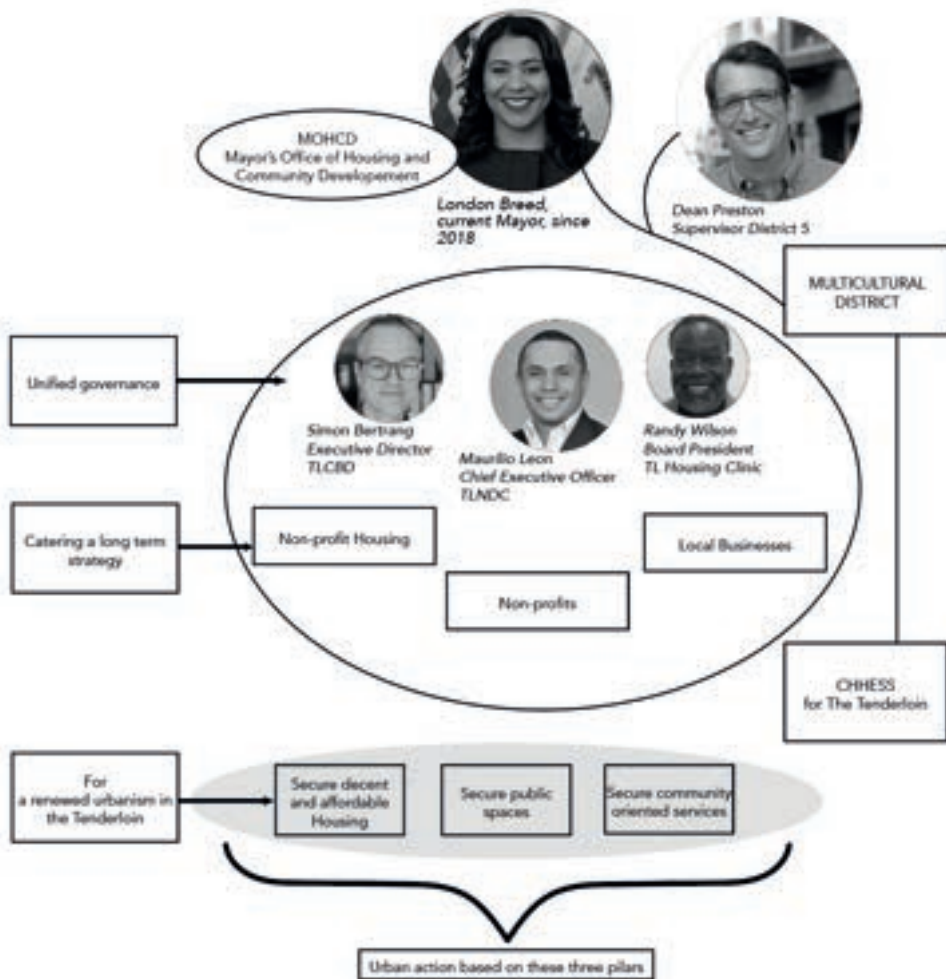 MOHCD
Mayor's Office of Housing and
Community Developement
London Breed,
current Mayor, since
2018
Dean Preston
Supervisor District 5
MULTICULTURAL
DISTRICT
Unified governance
Simon Bertrang
Executive Director
TLCBD
Maurilio Leon
Chief Executive Officer
TLNDC
Randy Wilson
Board President
TL Housing Clinic
Catering a long term
strategy
Non-profit Housing
Local Businesses
Non-profits
CHHESS
for The Tenderloin
For
a renewed urbanism in
the Tenderloin
Secure decent
and affordable
Housing
Secure public
spaces
Secure community
oriented services
Urban action based on these three pilars